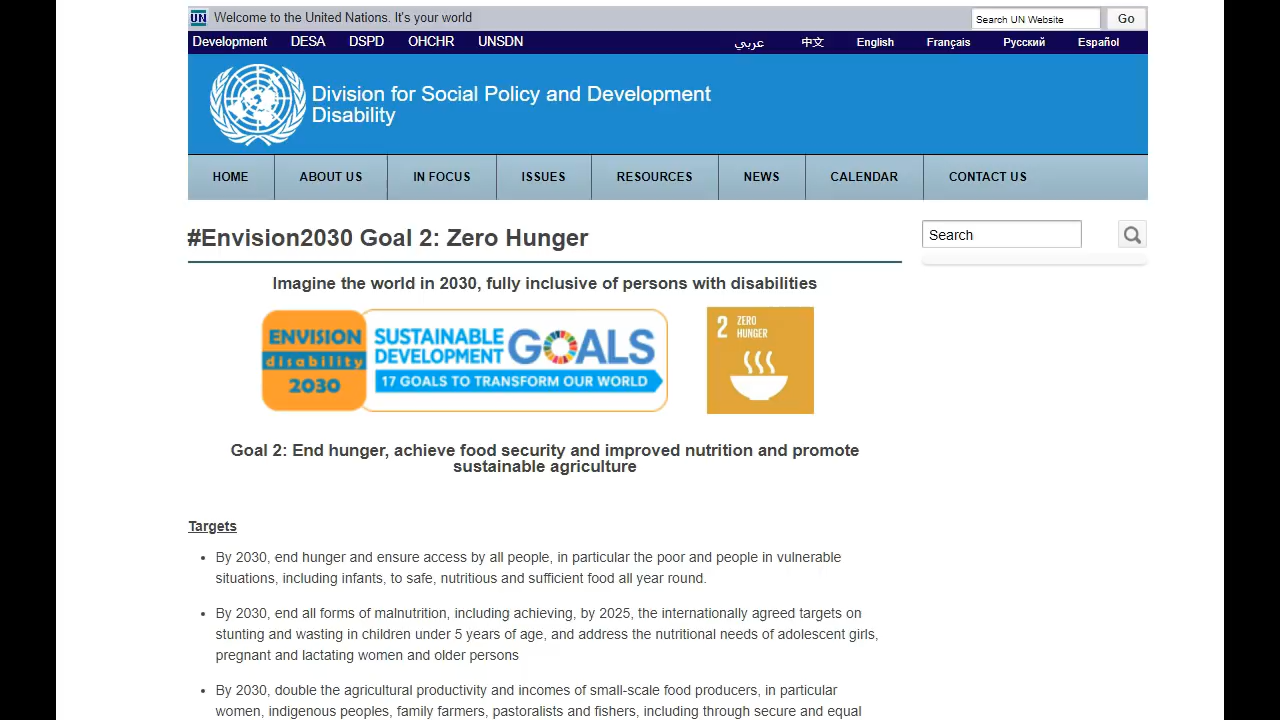 UN Welcome to the United Nations. It's your world
Search UN Website Go
Development DESA DSPD OHCHR UNSDN عربي 中文 English Français Русский Español
Division for Social Policy and Development
Disability
HOME ABOUT US IN FOCUS ISSUES RESOURCES NEWS CALENDAR CONTACT US
#Envision2030 Goal 2: Zero Hunger
Search
Imagine the world in 2030, fully inclusive of persons with disabilities
ENVISION
disability
2030
SUSTAINABLE
DEVELOPMENT
GOALS
17 GOALS TO TRANSFORM OUR WORLD
2 ZERO
HUNGER
Goal 2: End hunger, achieve food security and improved nutrition and promote
sustainable agriculture
Targets
• By 2030, end hunger and ensure access by all people, in particular the poor and people in vulnerable
situations, including infants, to safe, nutritious and sufficient food all year round.
• By 2030, end all forms of malnutrition, including achieving, by 2025, the internationally agreed targets on
stunting and wasting in children under 5 years of age, and address the nutritional needs of adolescent girls,
pregnant and lactating women and older persons
• By 2030, double the agricultural productivity and incomes of small-scale food producers, in particular
women, indigenous peoples, family farmers, pastoralists and fishers, including through secure and equal